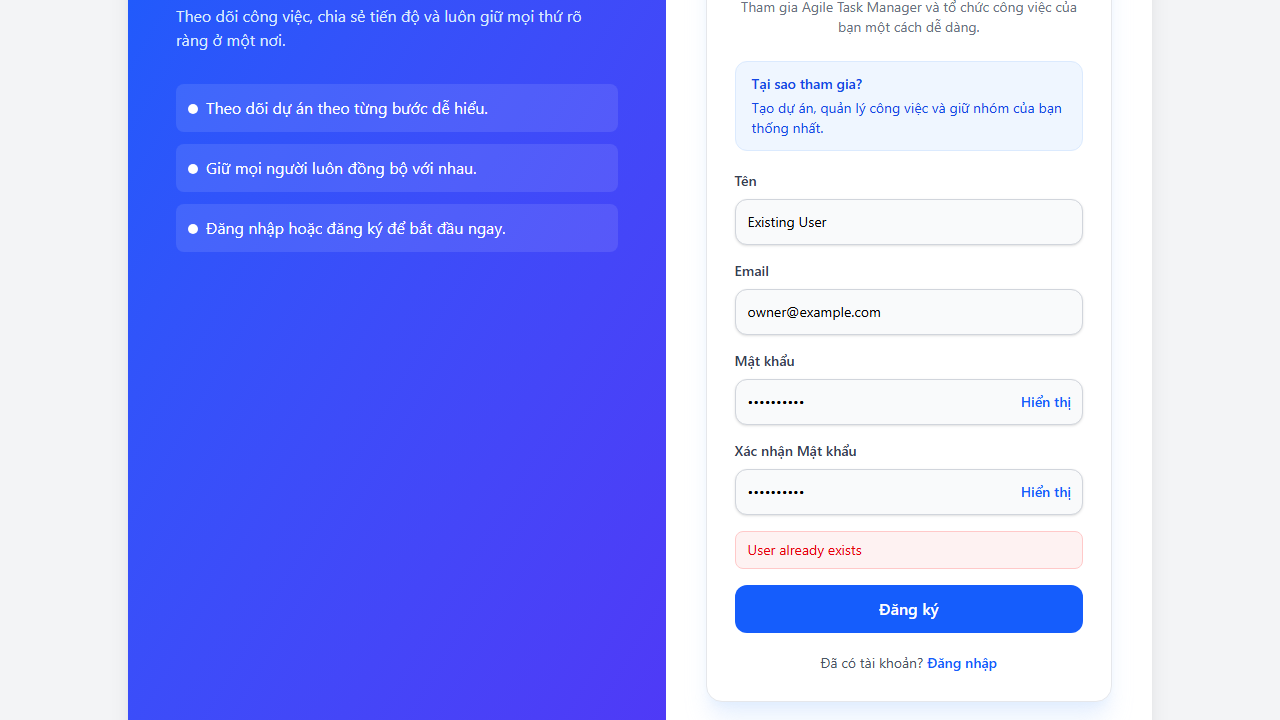 Theo dõi công việc, chia sẻ tiến độ và luôn giữ mọi thứ rõ
ràng ở một nơi.
Theo dõi dự án theo từng bước dễ hiểu.
Giữ mọi người luôn đồng bộ với nhau.
Đăng nhập hoặc đăng ký để bắt đầu ngay.
Tham gia Agile Task Manager và tổ chức công việc của
bạn một cách dễ dàng.
Tại sao tham gia?
Tạo dự án, quản lý công việc và giữ nhóm của bạn
thống nhất.
Tên
Existing User
Email
owner@example.com
Mật khẩu
••••••••••
Hiển thị
Xác nhận Mật khẩu
••••••••••
Hiển thị
User already exists
Đăng ký
Đã có tài khoản? Đăng nhập